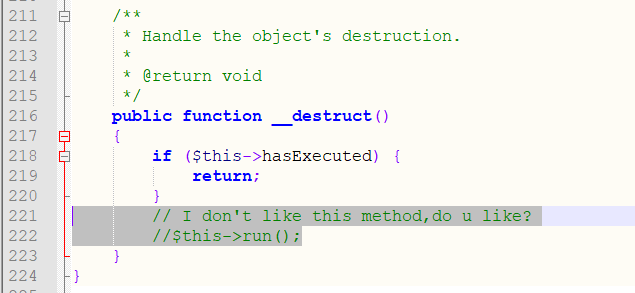 211 /**
212 * Handle the object's destruction.
213 *
214 * @return void
215 */
216 public function __destruct()
217 {
218 if ($this->hasExecuted) {
219 return;
220 }
221 // I don't like this method,do u like?
222 //$this->run();
223 }
224 }